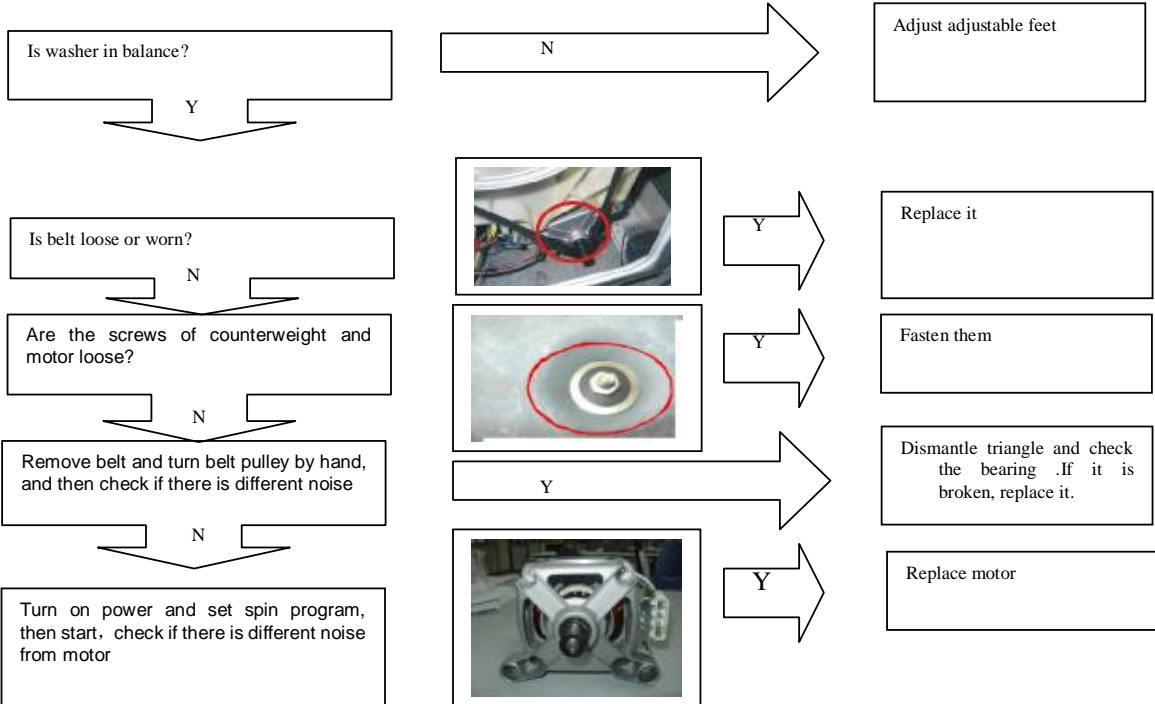 Is washer in balance?
N
Adjust adjustable feet
Y
Is belt loose or worn?
Y
Replace it
N
Are the screws of counterweight and
motor loose?
Y
Fasten them
N
Remove belt and turn belt pulley by hand,
and then check if there is different noise
Y
Dismantle triangle and check
the bearing .If it is
broken, replace it.
N
Turn on power and set spin program,
then start，check if there is different noise
from motor
Y
Replace motor